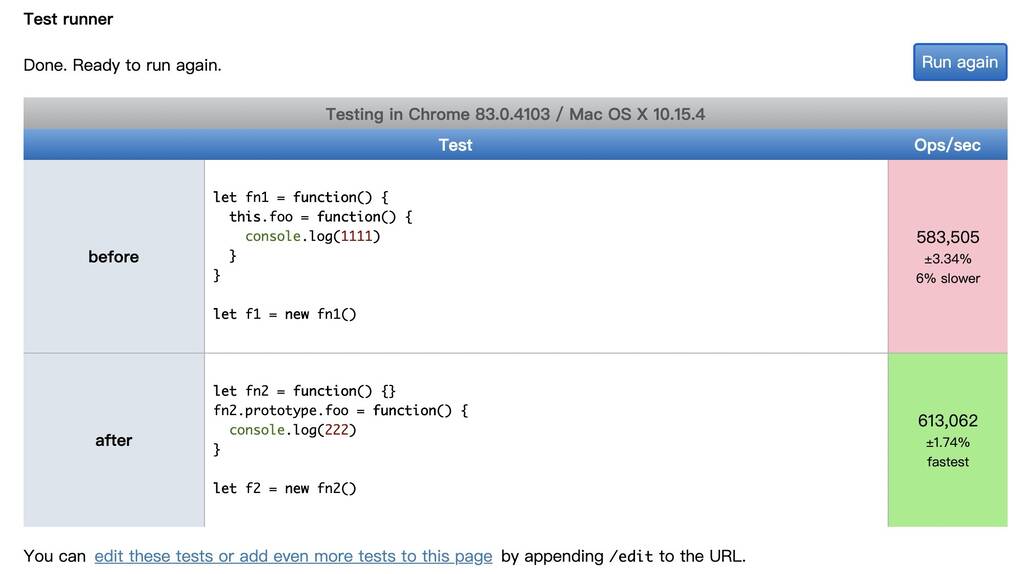 Test runner
Done. Ready to run again.
Run again
Testing in Chrome 83.0.4103 / Mac OS X 10.15.4
Test
Ops/sec
before
let fn1 = function() {
  this.foo = function() {
    console.log(1111)
  }
}
let f1 = new fn1()
583,505
±3.34%
6% slower
after
let fn2 = function() {}
fn2.prototype.foo = function() {
  console.log(222)
}
let f2 = new fn2()
613,062
±1.74%
fastest
You can edit these tests or add even more tests to this page by appending /edit to the URL.